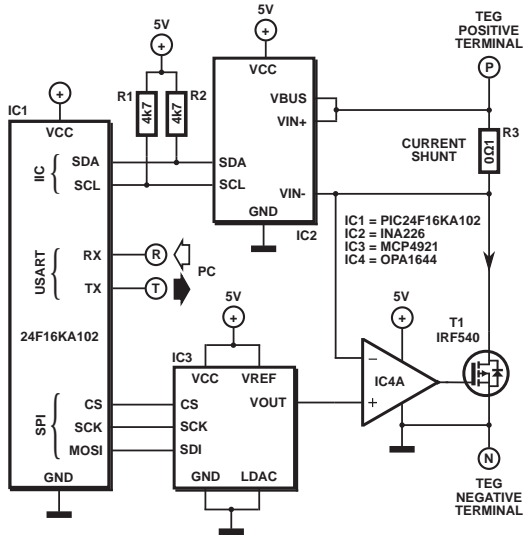 5V
5V
TEG
POSITIVE
TERMINAL
P
IC1
VCC
R1
4k7
R2
4k7
VCC
VBUS
VIN+
R3
0Ω1
CURRENT
SHUNT
IIC
SDA
SCL
SDA
SCL
VIN-
GND
IC2
IC1 = PIC24F16KA102
IC2 = INA226
IC3 = MCP4921
IC4 = OPA1644
USART
RX
TX
R
T
PC
24F16KA102
5V
IC3
VCC
VREF
VOUT
5V
IC4A
T1
IRF540
SPI
CS
SCK
MOSI
CS
SCK
SDI
GND
GND
LDAC
N
TEG
NEGATIVE
TERMINAL